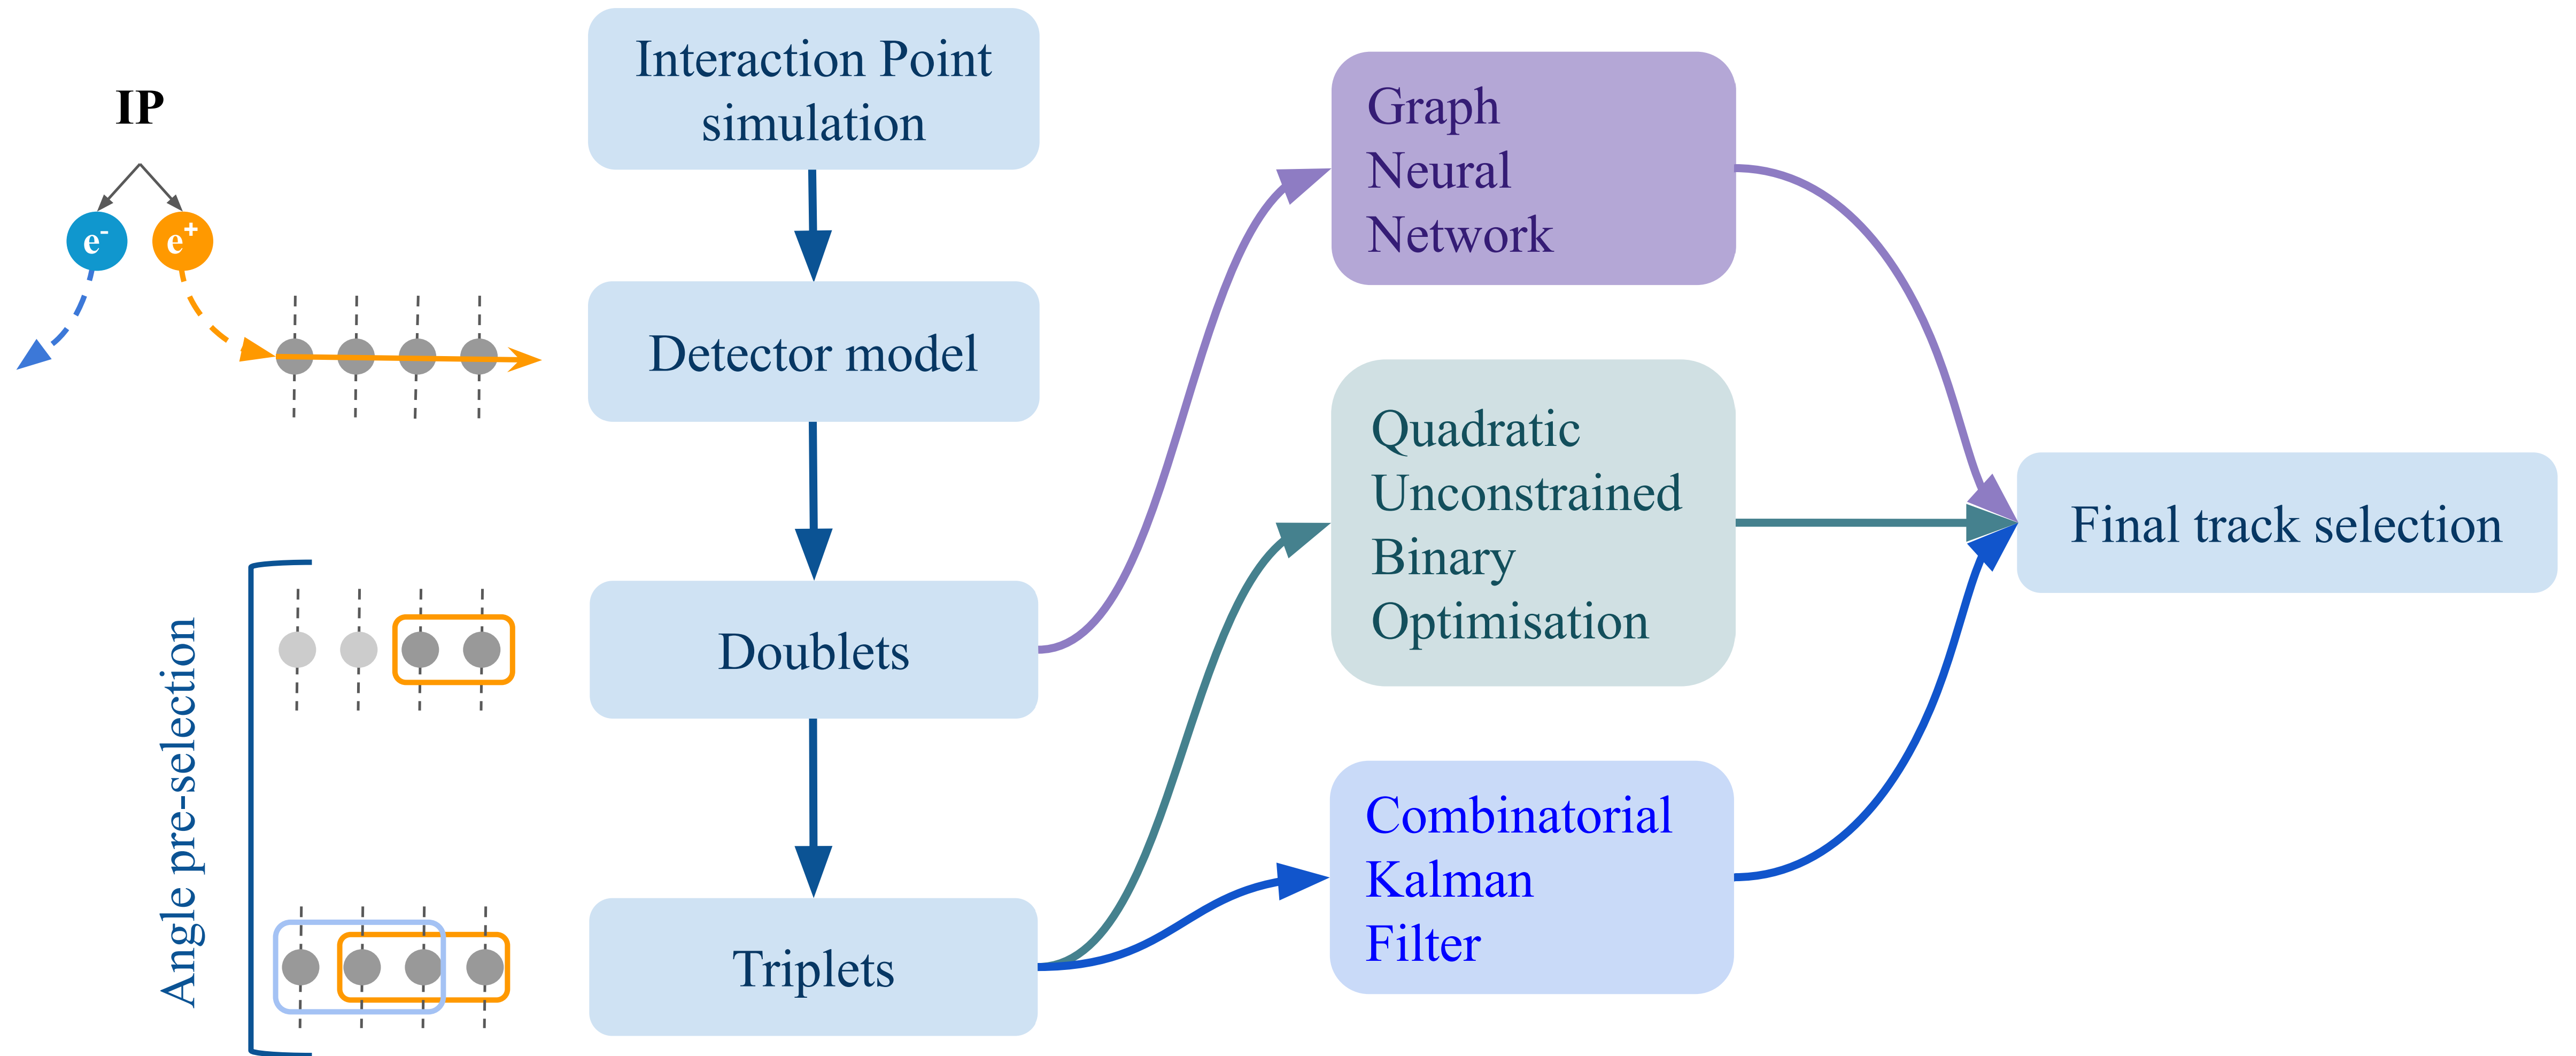 IP
e-
e+
Angle pre-selection
Interaction Point
simulation
Detector model
Doublets
Triplets
Graph
Neural
Network
Quadratic
Unconstrained
Binary
Optimisation
Combinatorial
Kalman
Filter
Final track selection